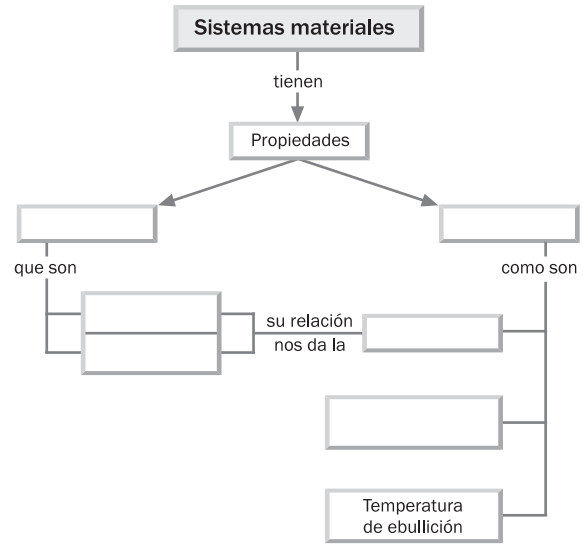 Sistemas materiales
tienen
Propiedades
que son
como son
su relación
nos da la
Temperatura
de ebullición